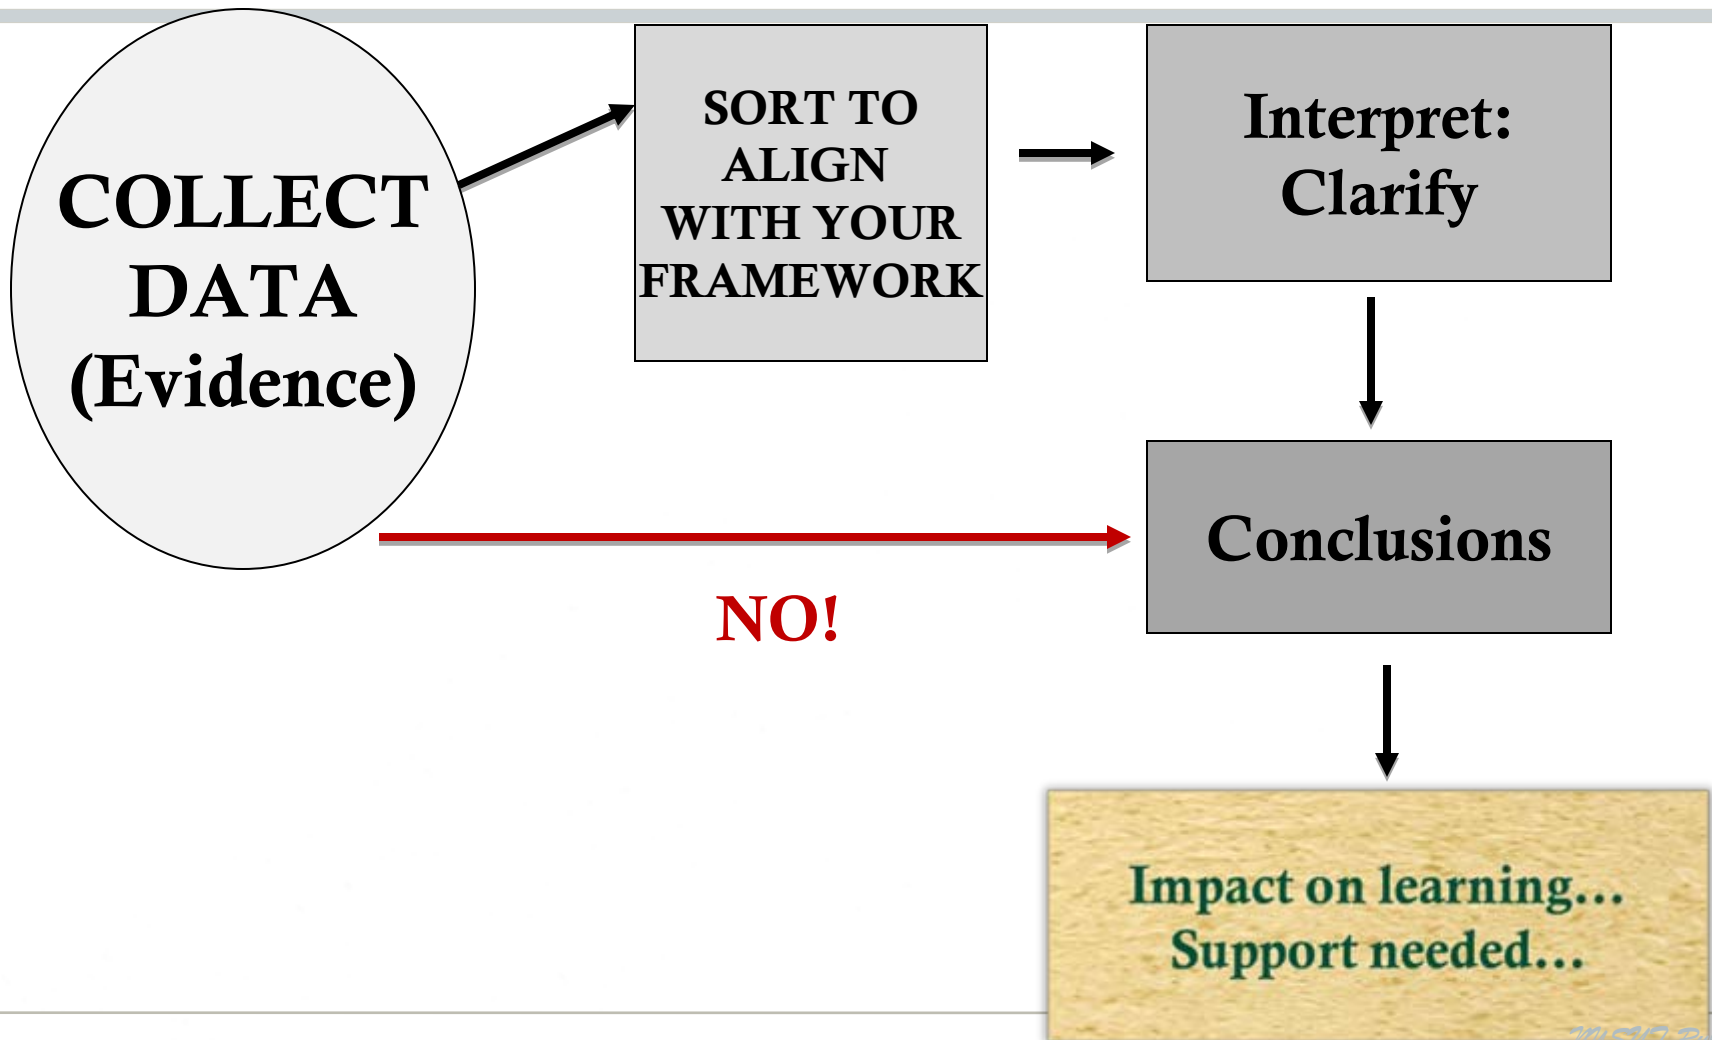 COLLECT
DATA
(Evidence)
SORT TO
ALIGN
WITH YOUR
FRAMEWORK
Interpret:
Clarify
Conclusions
NO!
Impact on learning...
Support needed...